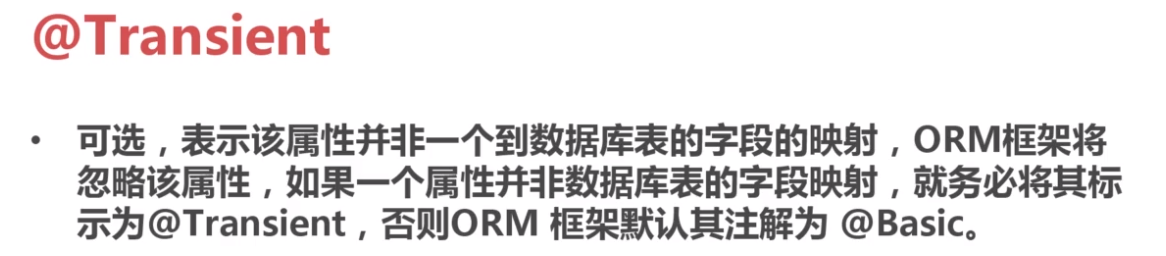 @Transient
• 可选，表示该属性并非一个到数据库表的字段的映射，ORM框架将
忽略该属性，如果一个属性并非数据库表的字段映射，就务必将其标
示为@Transient，否则ORM 框架默认其注解为 @Basic。